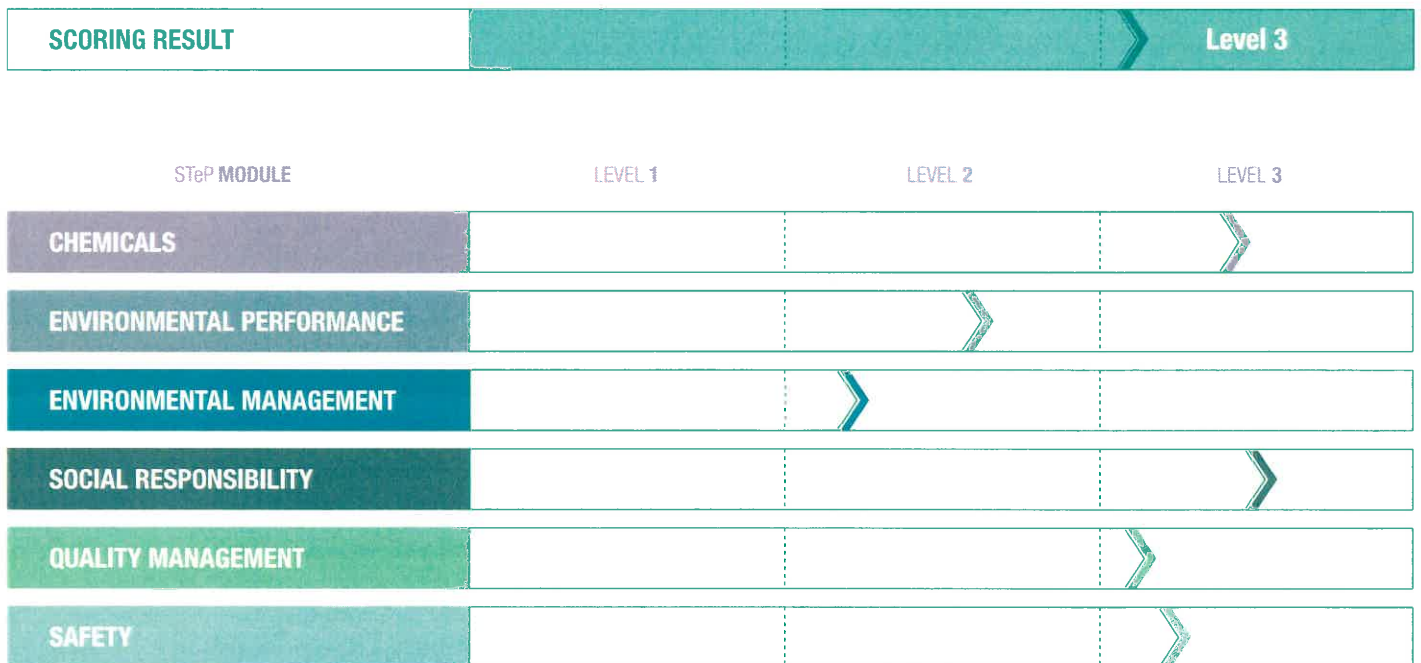 SCORING RESULT Level 3
STeP MODULE LEVEL 1 LEVEL 2 LEVEL 3
CHEMICALS
ENVIRONMENTAL PERFORMANCE
ENVIRONMENTAL MANAGEMENT
SOCIAL RESPONSIBILITY
QUALITY MANAGEMENT
SAFETY